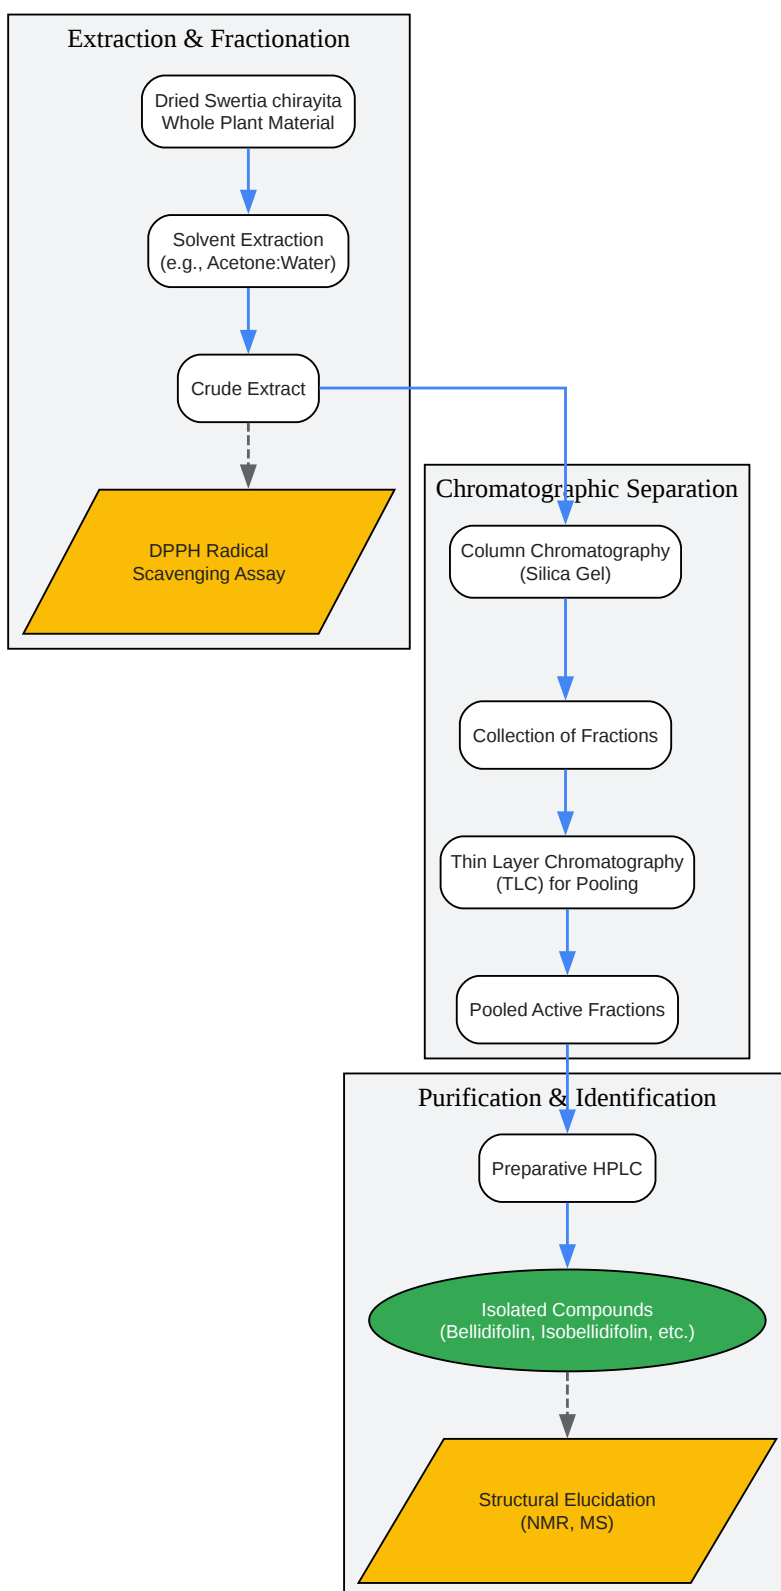 Extraction & Fractionation
Dried Swertia chirayita
Whole Plant Material
Solvent Extraction
(e.g., Acetone:Water)
Crude Extract
DPPH Radical
Scavenging Assay
Chromatographic Separation
Column Chromatography
(Silica Gel)
Collection of Fractions
Thin Layer Chromatography
(TLC) for Pooling
Pooled Active Fractions
Purification & Identification
Preparative HPLC
Isolated Compounds
(Bellidifolin, Isobellidifolin, etc.)
Structural Elucidation
(NMR, MS)